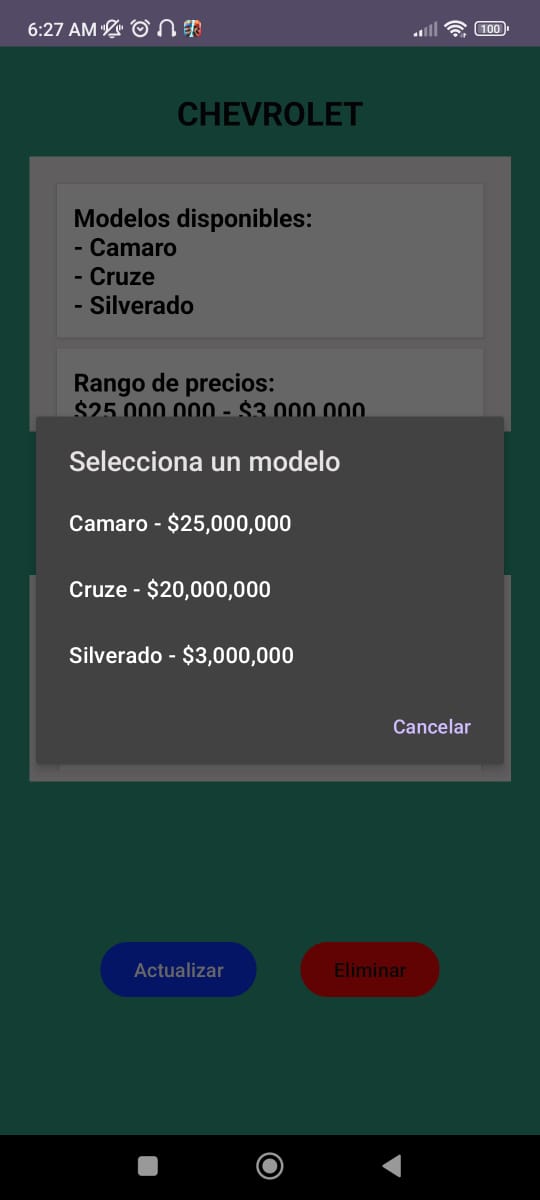 6:27 AM
100
CHEVROLET
Modelos disponibles:
- Camaro
- Cruze
- Silverado
Rango de precios:
$25,000,000 - $3,000,000
Selecciona un modelo
Camaro - $25,000,000
Cruze - $20,000,000
Silverado - $3,000,000
Cancelar
Actualizar
Eliminar